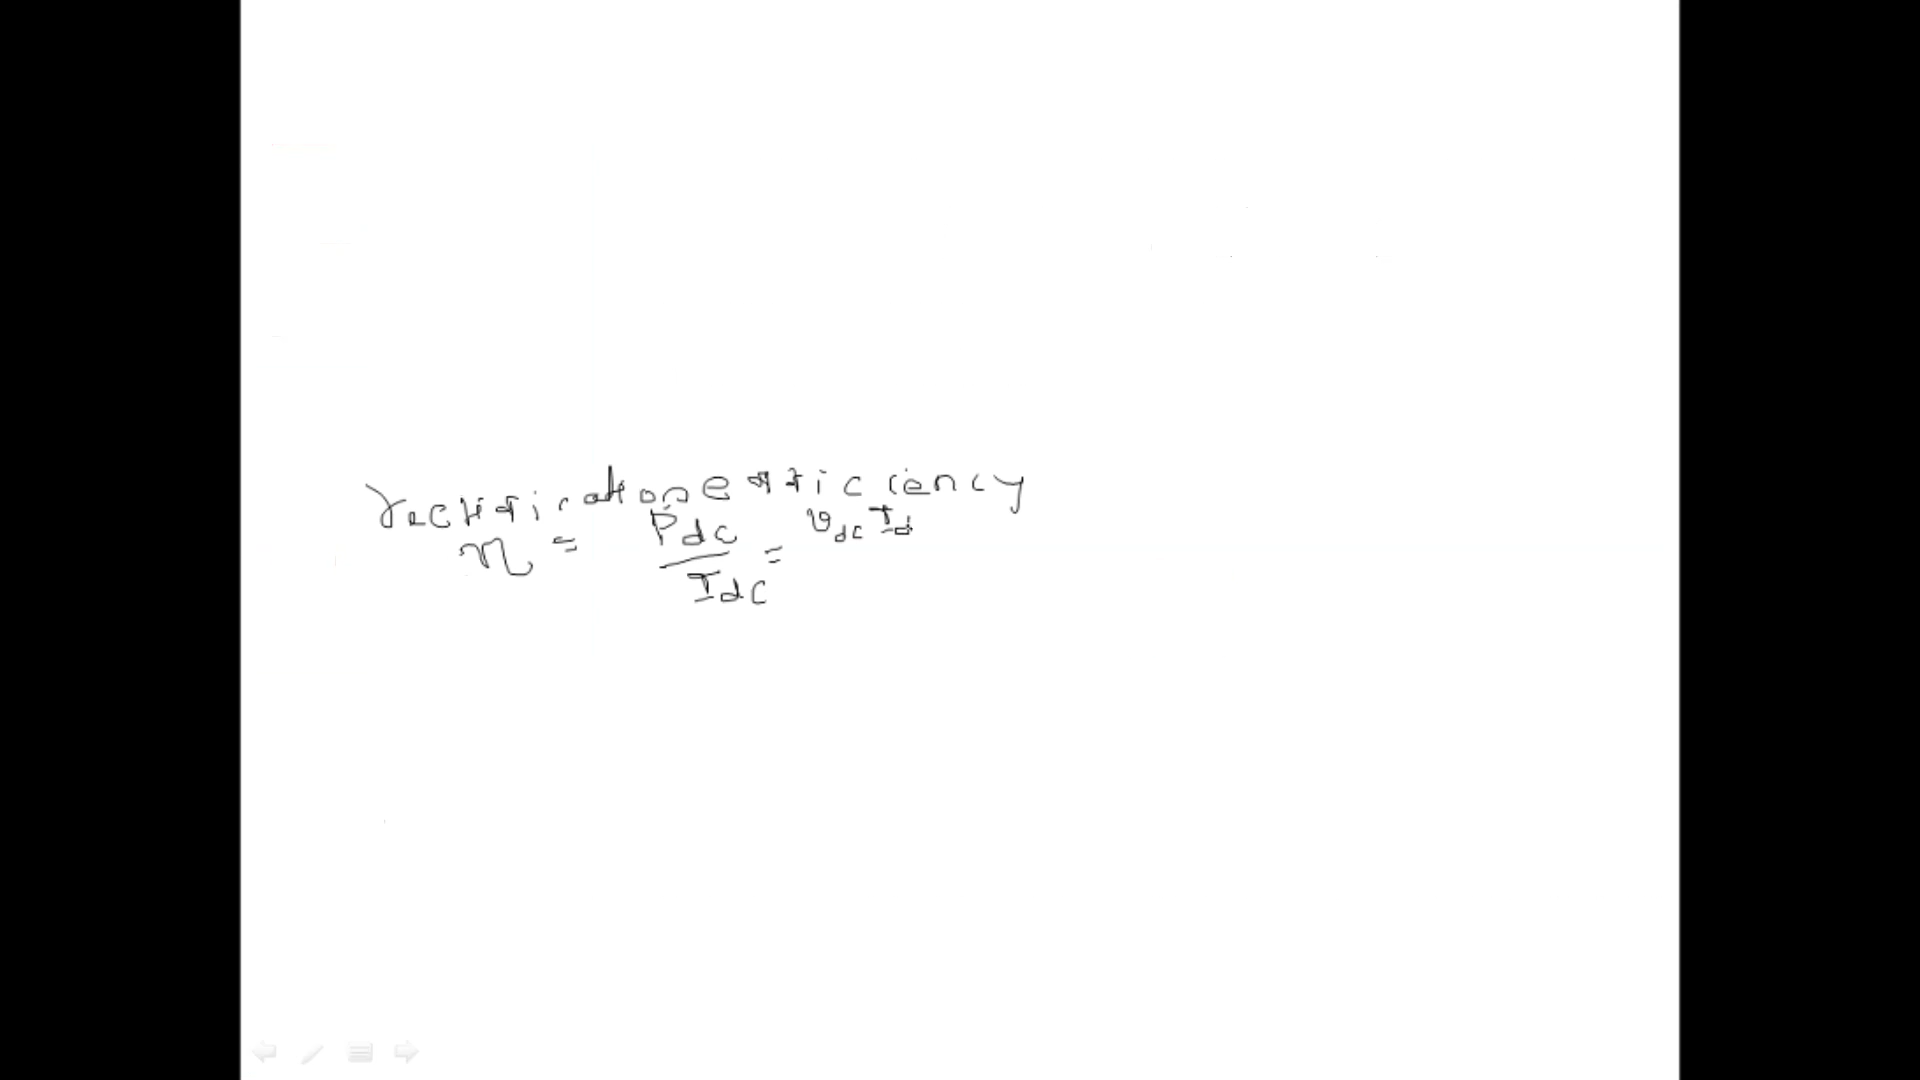 rectification efficiency
η = Pdc / Idc = Vdc Id